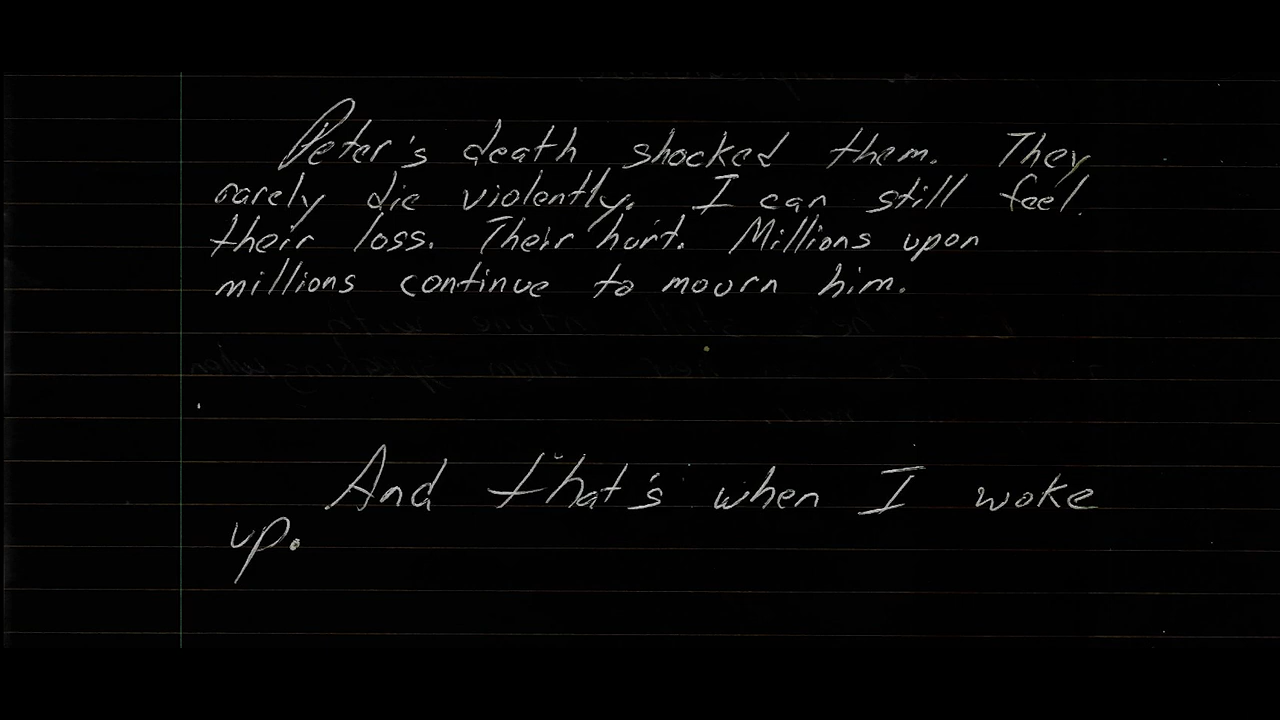 Peter's death shocked them. They
rarely die violently. I can still feel
their loss. Their hurt. Millions upon
millions continue to mourn him.
And that's when I woke
up.